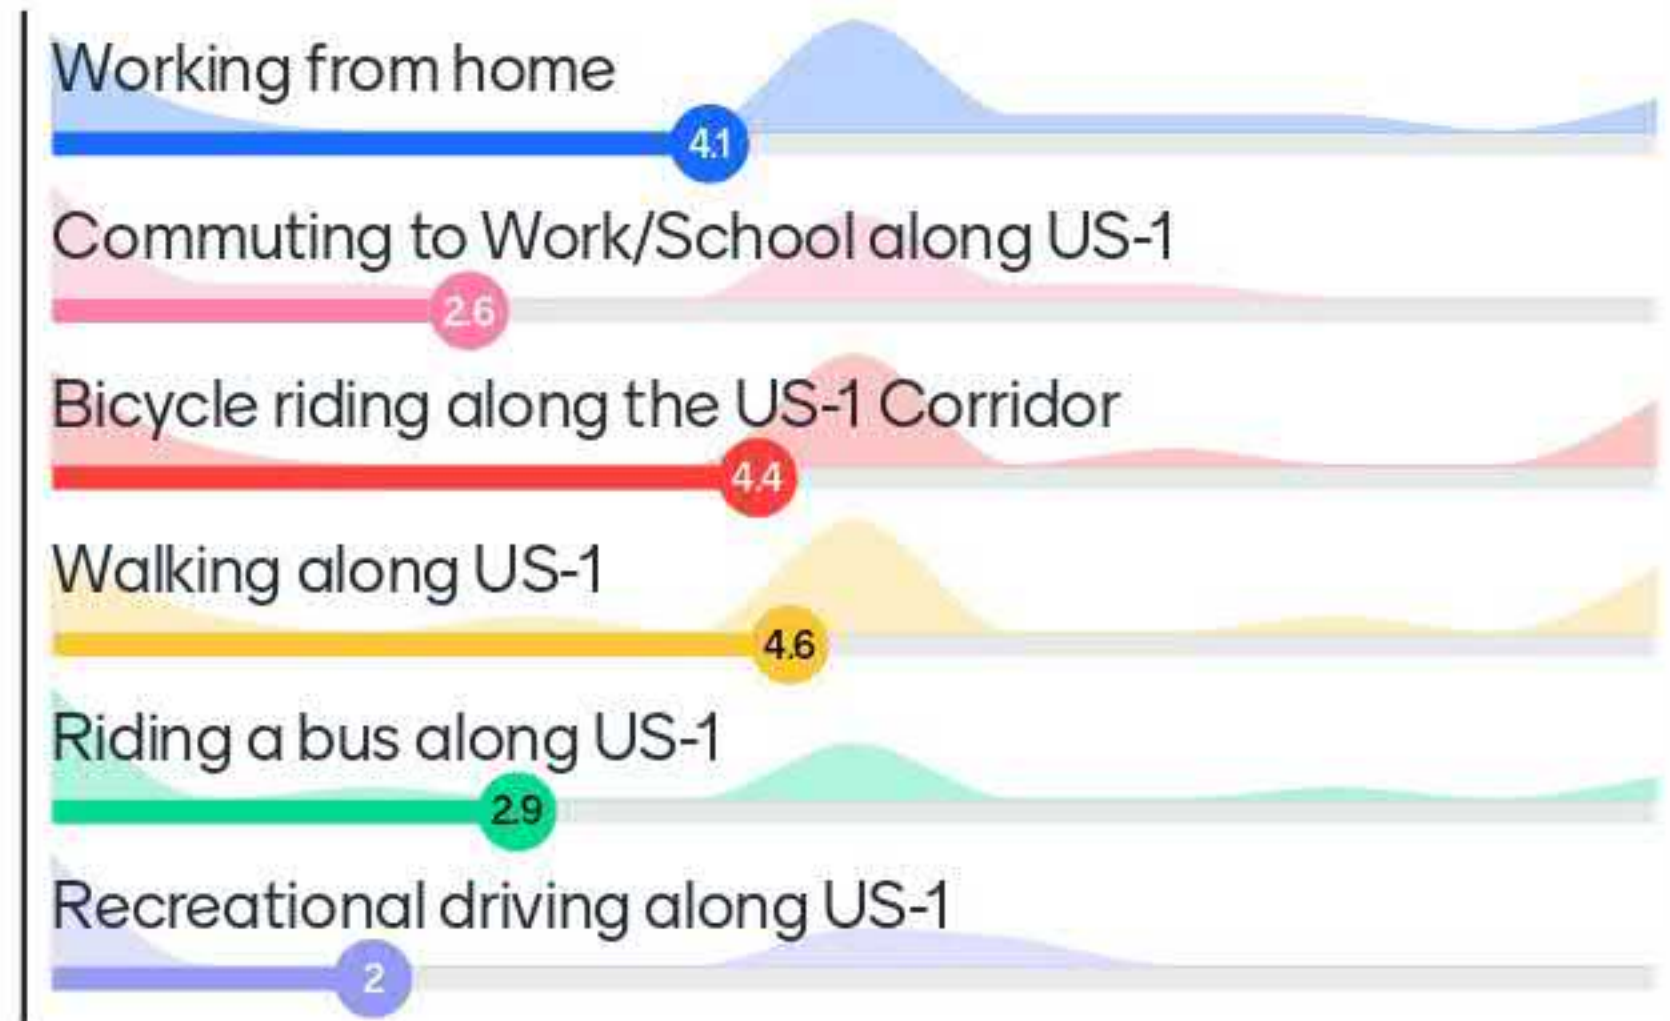 Working from home
4.1
Commuting to Work/School along US-1
2.6
Bicycle riding along the US-1 Corridor
4.4
Walking along US-1
4.6
Riding a bus along US-1
2.9
Recreational driving along US-1
2